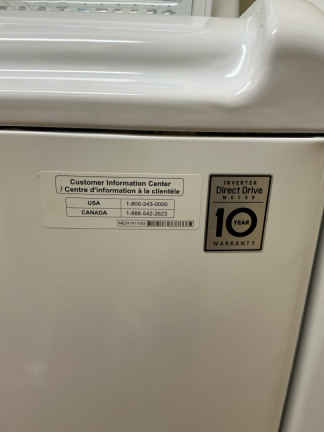 Customer Information Center
/ Centre d'information à la clientèle
USA 1-800-243-0000
CANADA 1-888-542-2623
INVERTER
Direct Drive
MOTOR
10 YEAR
WARRANTY